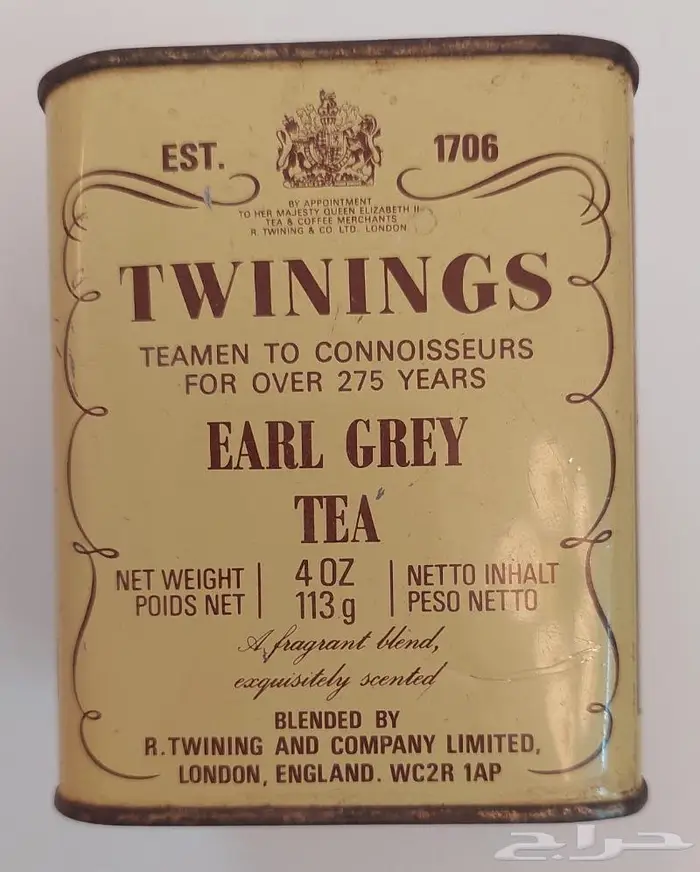 EST. 1706
BY APPOINTMENT
TO HER MAJESTY QUEEN ELIZABETH II
TEA & COFFEE MERCHANTS
R. TWINING & CO. LTD. LONDON
TWININGS
TEAMEN TO CONNOISSEURS
FOR OVER 275 YEARS
EARL GREY
TEA
NET WEIGHT | 4 OZ | NETTO INHALT
POIDS NET | 113 g | PESO NETTO
A fragrant blend,
exquisitely scented
BLENDED BY
R.TWINING AND COMPANY LIMITED,
LONDON, ENGLAND. WC2R 1AP
حراج